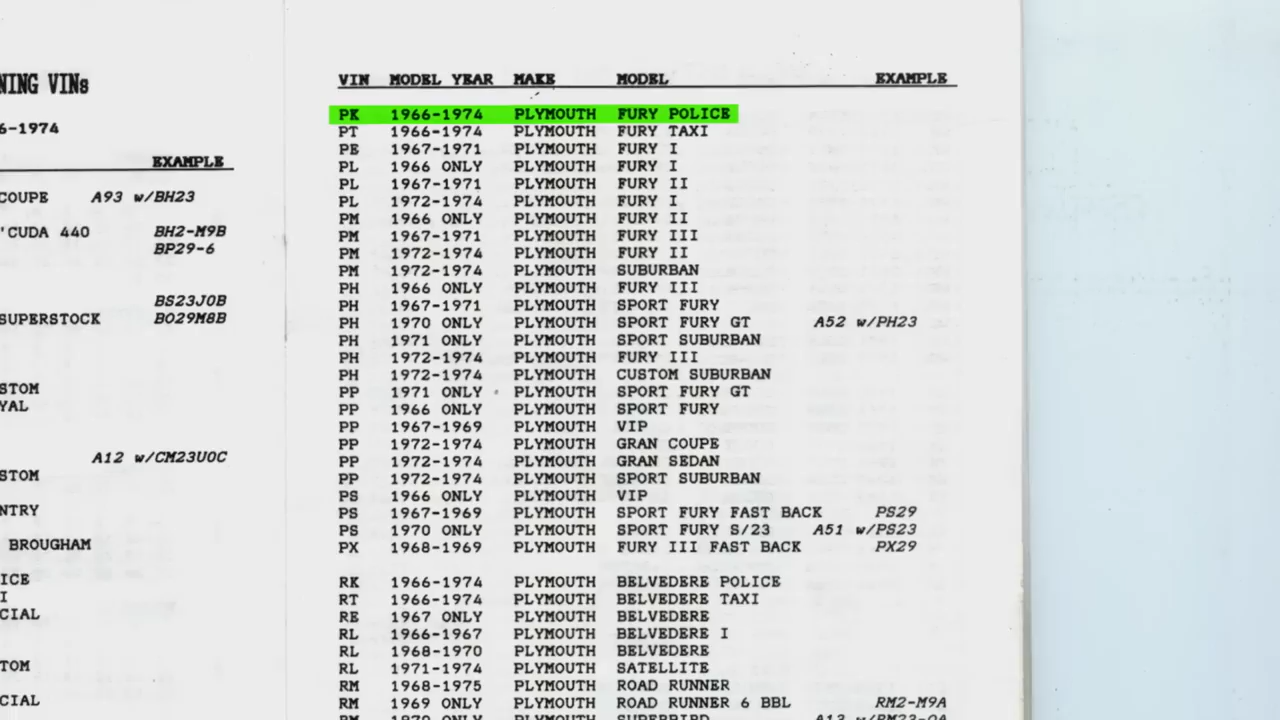 NING VINs
6-1974
EXAMPLE
COUPE A93 w/BH23
'CUDA 440 BH2-M9B
BP29-6
BS23J0B
SUPERSTOCK BO29M8B
STOM
YAL
A12 w/CM23U0C
STOM
NTRY
BROUGHAM
ICE
I
CIAL
TOM
CIAL
VIN MODEL YEAR MAKE MODEL EXAMPLE
PK 1966-1974 PLYMOUTH FURY POLICE
PT 1966-1974 PLYMOUTH FURY TAXI
PE 1967-1971 PLYMOUTH FURY I
PL 1966 ONLY PLYMOUTH FURY I
PL 1967-1971 PLYMOUTH FURY II
PL 1972-1974 PLYMOUTH FURY I
PM 1966 ONLY PLYMOUTH FURY II
PM 1967-1971 PLYMOUTH FURY III
PM 1972-1974 PLYMOUTH FURY II
PM 1972-1974 PLYMOUTH SUBURBAN
PH 1966 ONLY PLYMOUTH FURY III
PH 1967-1971 PLYMOUTH SPORT FURY
PH 1970 ONLY PLYMOUTH SPORT FURY GT A52 w/PH23
PH 1971 ONLY PLYMOUTH SPORT SUBURBAN
PH 1972-1974 PLYMOUTH FURY III
PH 1972-1974 PLYMOUTH CUSTOM SUBURBAN
PP 1971 ONLY PLYMOUTH SPORT FURY GT
PP 1966 ONLY PLYMOUTH SPORT FURY
PP 1967-1969 PLYMOUTH VIP
PP 1972-1974 PLYMOUTH GRAN COUPE
PP 1972-1974 PLYMOUTH GRAN SEDAN
PP 1972-1974 PLYMOUTH SPORT SUBURBAN
PS 1966 ONLY PLYMOUTH VIP
PS 1967-1969 PLYMOUTH SPORT FURY FAST BACK PS29
PS 1970 ONLY PLYMOUTH SPORT FURY S/23 A51 w/PS23
PX 1968-1969 PLYMOUTH FURY III FAST BACK PX29
RK 1966-1974 PLYMOUTH BELVEDERE POLICE
RT 1966-1974 PLYMOUTH BELVEDERE TAXI
RE 1967 ONLY PLYMOUTH BELVEDERE
RL 1966-1967 PLYMOUTH BELVEDERE I
RL 1968-1970 PLYMOUTH BELVEDERE
RL 1971-1974 PLYMOUTH SATELLITE
RM 1968-1975 PLYMOUTH ROAD RUNNER
RM 1969 ONLY PLYMOUTH ROAD RUNNER 6 BBL RM2-M9A
RM 1970 ONLY PLYMOUTH SUPERBIRD A13 w/RM23-0A